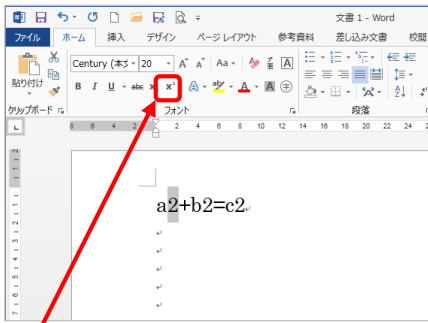 文書 1 - Word
ファイル ホーム 挿入 デザイン ページ レイアウト 参考資料 差し込み文書 校閲
Century (本文 20 A A Aa
貼り付け B I U abc x² A ab A A 字
クリップボード フォント 段落
8 6 4 2 2 4 6 8 10 12 14 16 18 20 22 24
a2+b2=c2